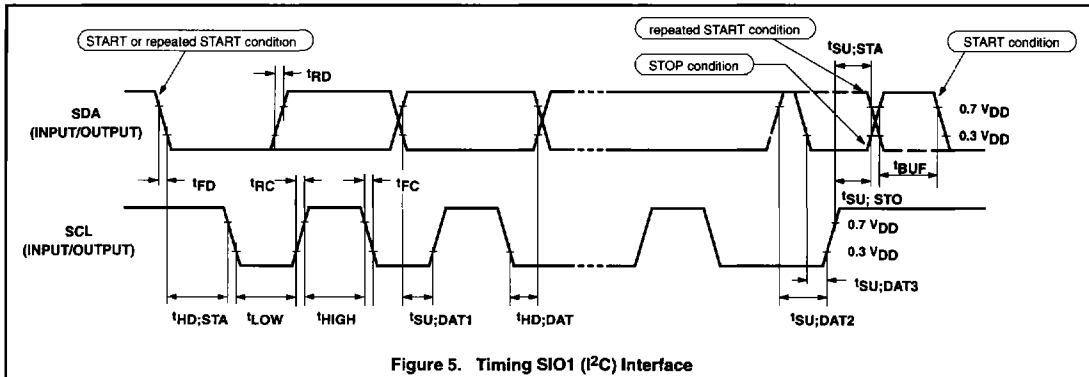 START or repeated START condition
repeated START condition
tSU;STA
START condition
STOP condition
tRD
SDA
(INPUT/OUTPUT)
0.7 VDD
0.3 VDD
tFD
tRC
tFC
tBUF
tSU; STO
SCL
(INPUT/OUTPUT)
0.7 VDD
0.3 VDD
tSU;DAT3
tHD;STA
tLOW
tHIGH
tSU;DAT1
tHD;DAT
tSU;DAT2
Figure 5. Timing SIO1 (I2C) Interface